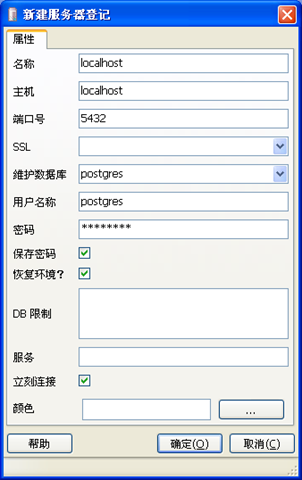 新建服务器登记
属性
名称 localhost
主机 localhost
端口号 5432
SSL
维护数据库 postgres
用户名称 postgres
密码 ********
保存密码
恢复环境?
DB 限制
服务
立刻连接
颜色 ...
帮助 确定(O) 取消(C)